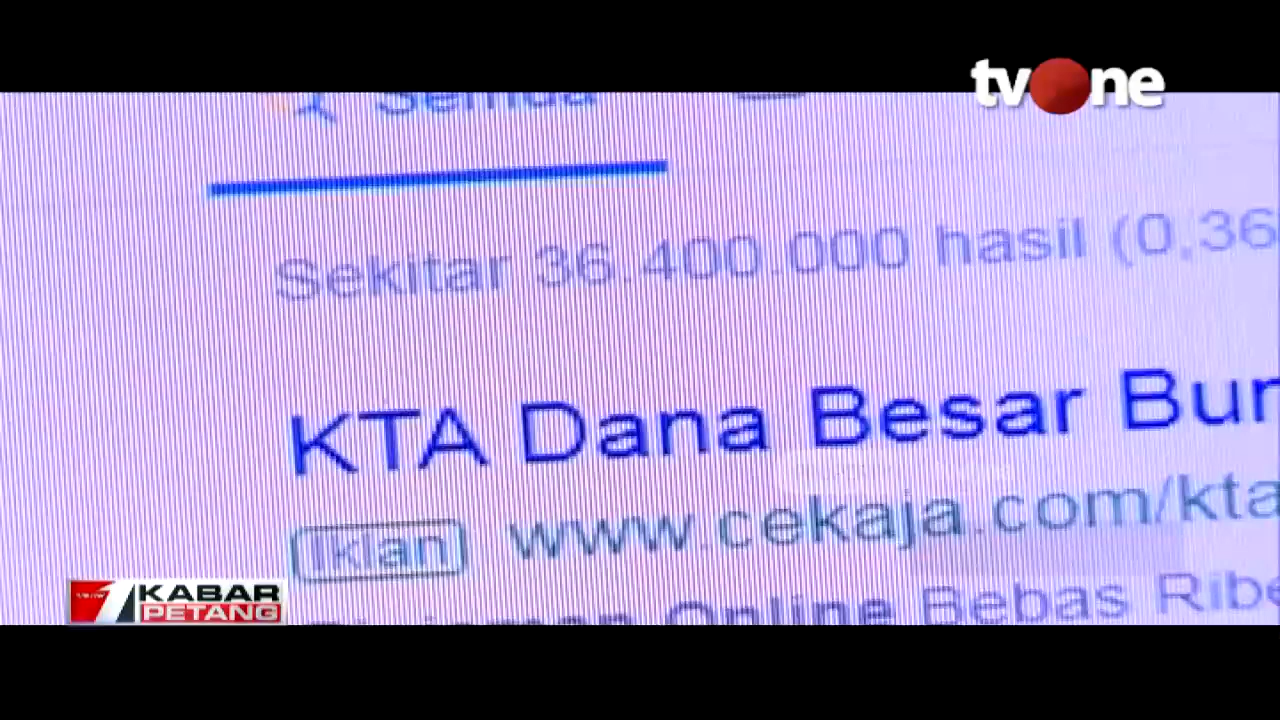 tvOne
Semua
Sekitar 36.400.000 hasil (0,36
KTA Dana Besar Bun
Iklan www.cekaja.com/kta
Pinjaman Online Bebas Ribe
KABAR
PETANG